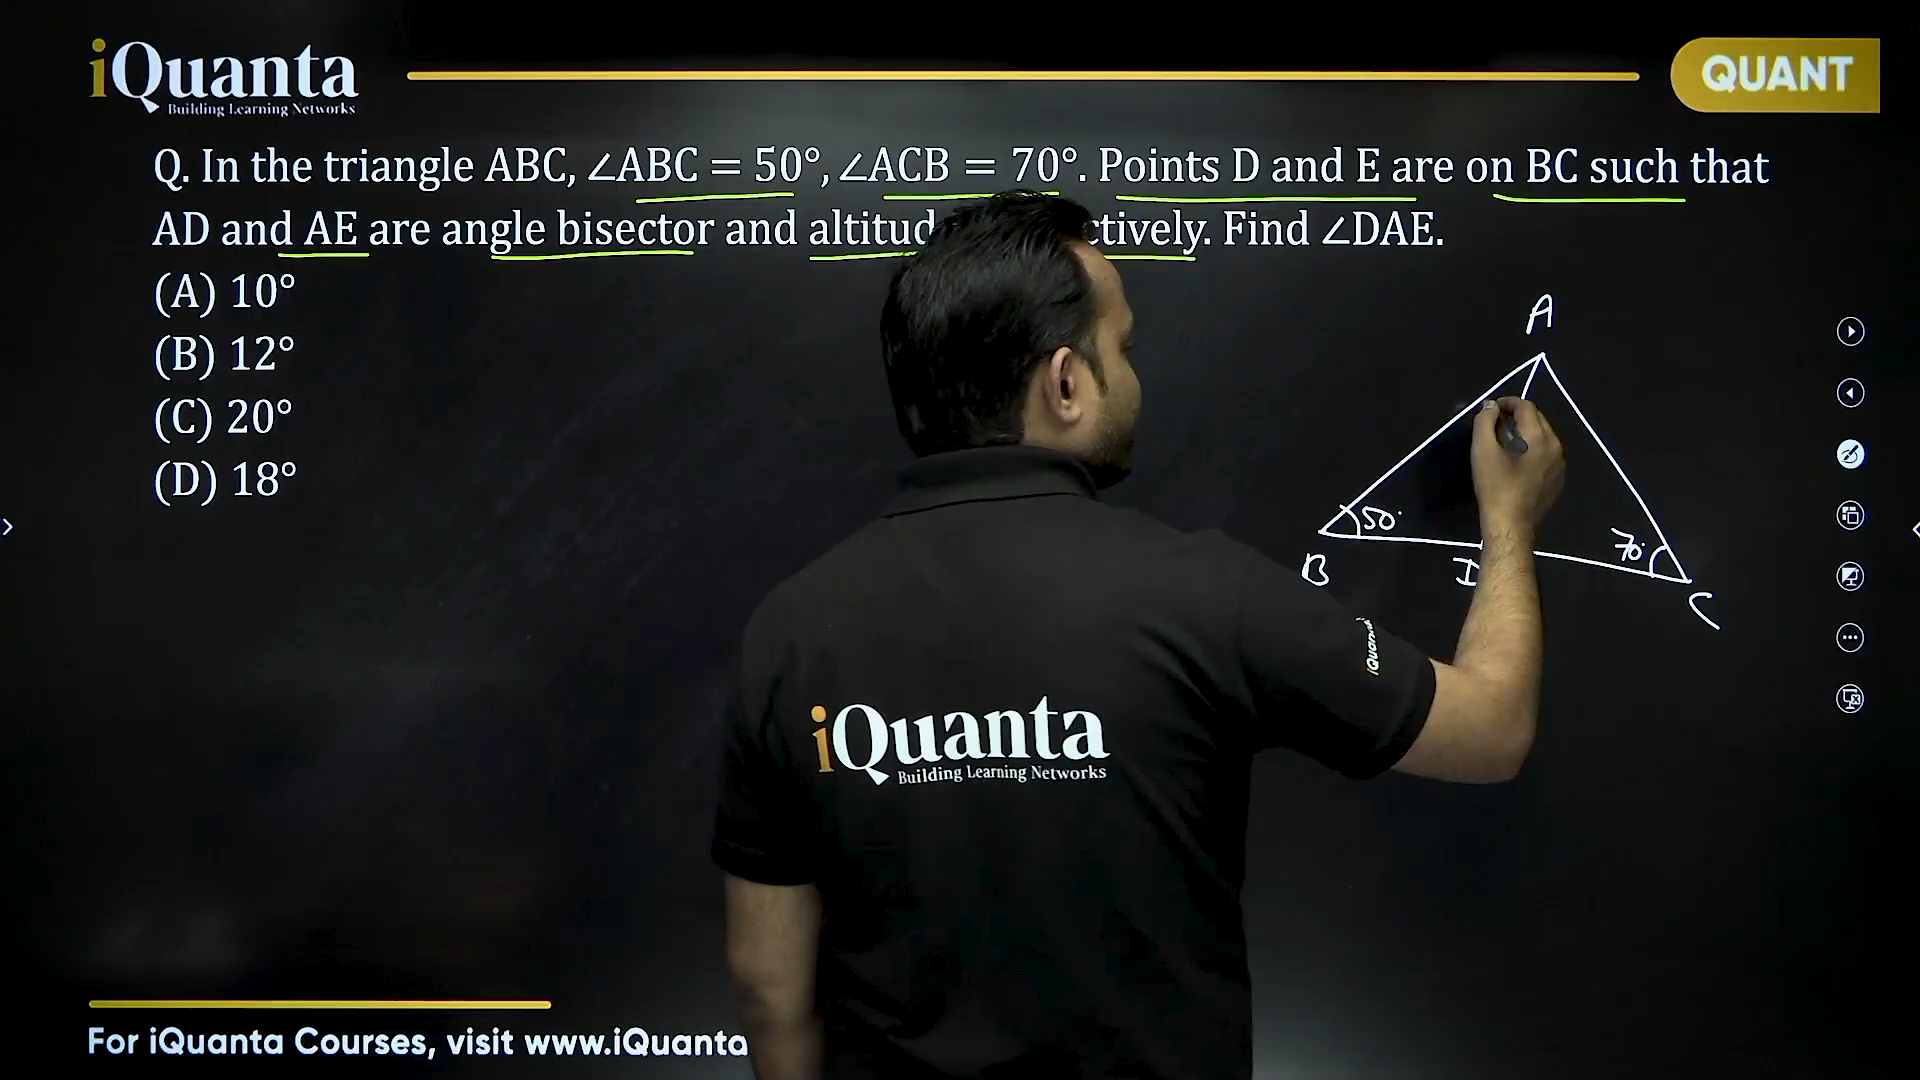 iQuanta
Building Learning Networks
QUANT
Q. In the triangle ABC, ∠ABC = 50°, ∠ACB = 70°. Points D and E are on BC such that
AD and AE are angle bisector and altitud ctively. Find ∠DAE.
(A) 10°
(B) 12°
(C) 20°
(D) 18°
A
50°
70°
B
C
iQuanta
iQuanta
Building Learning Networks
For iQuanta Courses, visit www.iQuanta